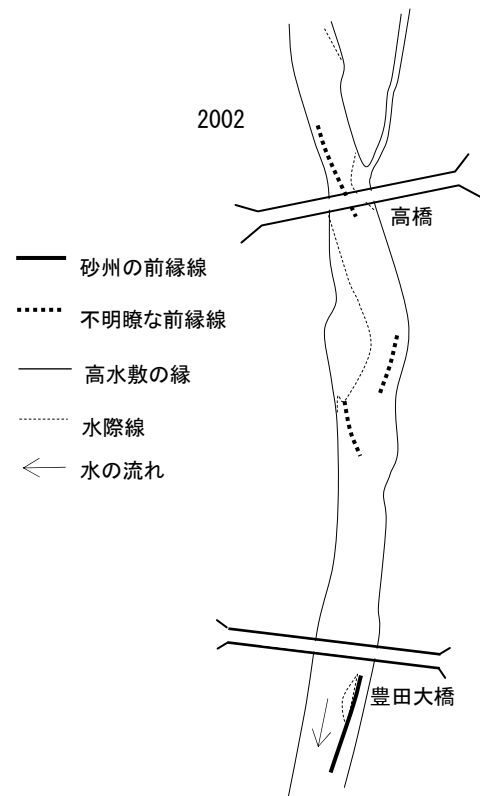 2002
高橋
砂州の前縁線
不明瞭な前縁線
高水敷の縁
水際線
水の流れ
豊田大橋